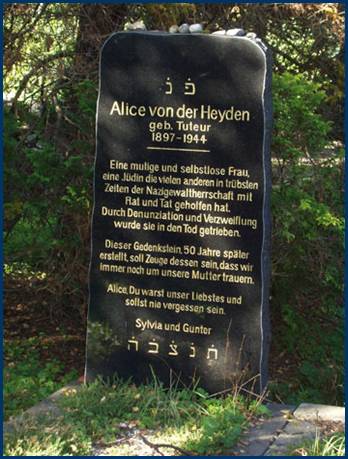 פ נ
Alice von der Heyden
geb. Tuteur
1897-1944
Eine mutige und selbstlose Frau,
eine Jüdin die vielen anderen in trübsten
Zeiten der Nazigewaltherrschaft mit
Rat und Tat geholfen hat.
Durch Denunziation und Verzweiflung
wurde sie in den Tod getrieben.
Dieser Gedenkstein, 50 Jahre später
erstellt, soll Zeuge dessen sein, dass wir
immer noch um unsere Mutter trauern.
Alice, Du warst unser Liebstes und
sollst nie vergessen sein.
Sylvia und Gunter
ת נ צ ב ה